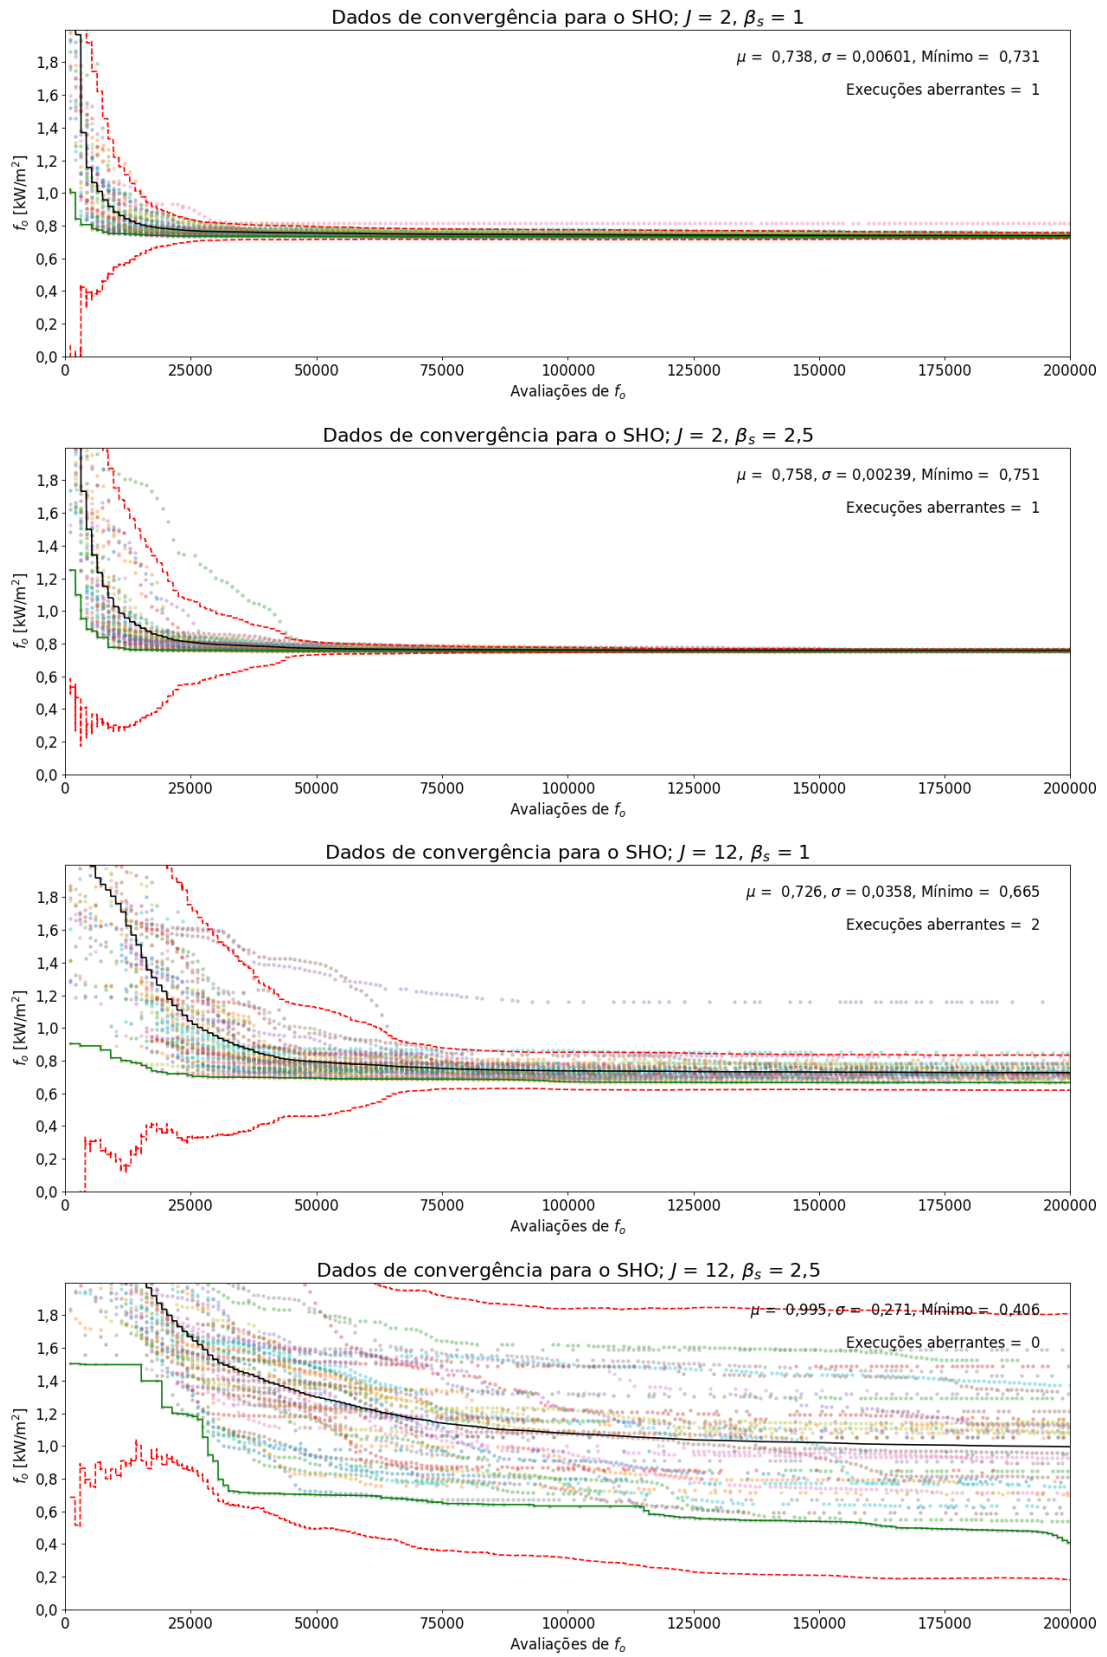 Dados de convergência para o SHO; J = 2, βs = 1
μ = 0,738, σ = 0,00601, Mínimo = 0,731
Execuções aberrantes = 1
1,8
1,6
1,4
1,2
1,0
0,8
0,6
0,4
0,2
0,0
fo [kW/m²]
0 25000 50000 75000 100000 125000 150000 175000 200000
Avaliações de fo
Dados de convergência para o SHO; J = 2, βs = 2,5
μ = 0,758, σ = 0,00239, Mínimo = 0,751
Execuções aberrantes = 1
1,8
1,6
1,4
1,2
1,0
0,8
0,6
0,4
0,2
0,0
fo [kW/m²]
0 25000 50000 75000 100000 125000 150000 175000 200000
Avaliações de fo
Dados de convergência para o SHO; J = 12, βs = 1
μ = 0,726, σ = 0,0358, Mínimo = 0,665
Execuções aberrantes = 2
1,8
1,6
1,4
1,2
1,0
0,8
0,6
0,4
0,2
0,0
fo [kW/m²]
0 25000 50000 75000 100000 125000 150000 175000 200000
Avaliações de fo
Dados de convergência para o SHO; J = 12, βs = 2,5
μ = 0,995, σ = 0,271, Mínimo = 0,406
Execuções aberrantes = 0
1,8
1,6
1,4
1,2
1,0
0,8
0,6
0,4
0,2
0,0
fo [kW/m²]
0 25000 50000 75000 100000 125000 150000 175000 200000
Avaliações de fo